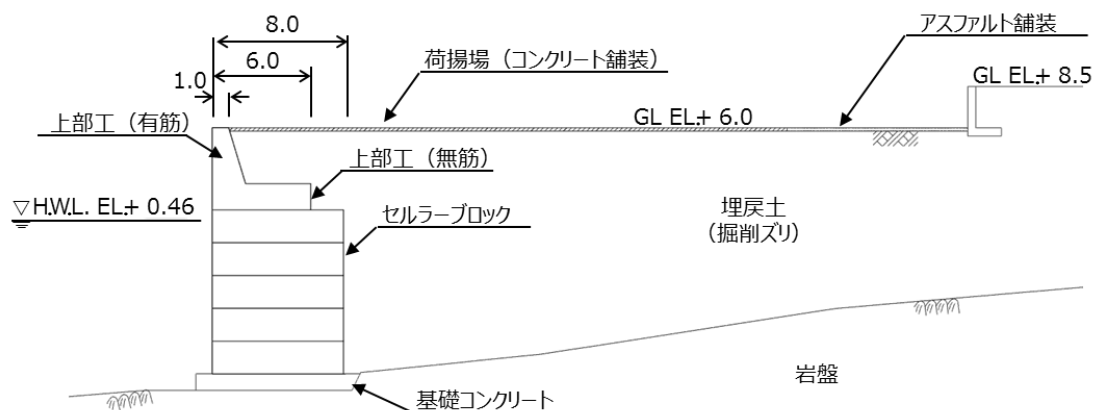 8.0
6.0
1.0
アスファルト舗装
荷揚場（コンクリート舗装）
GL EL.+ 8.5
GL EL.+ 6.0
上部工（有筋）
上部工（無筋）
▽H.W.L. EL.+ 0.46
セルラーブロック
埋戻土
（掘削ズリ）
岩盤
基礎コンクリート